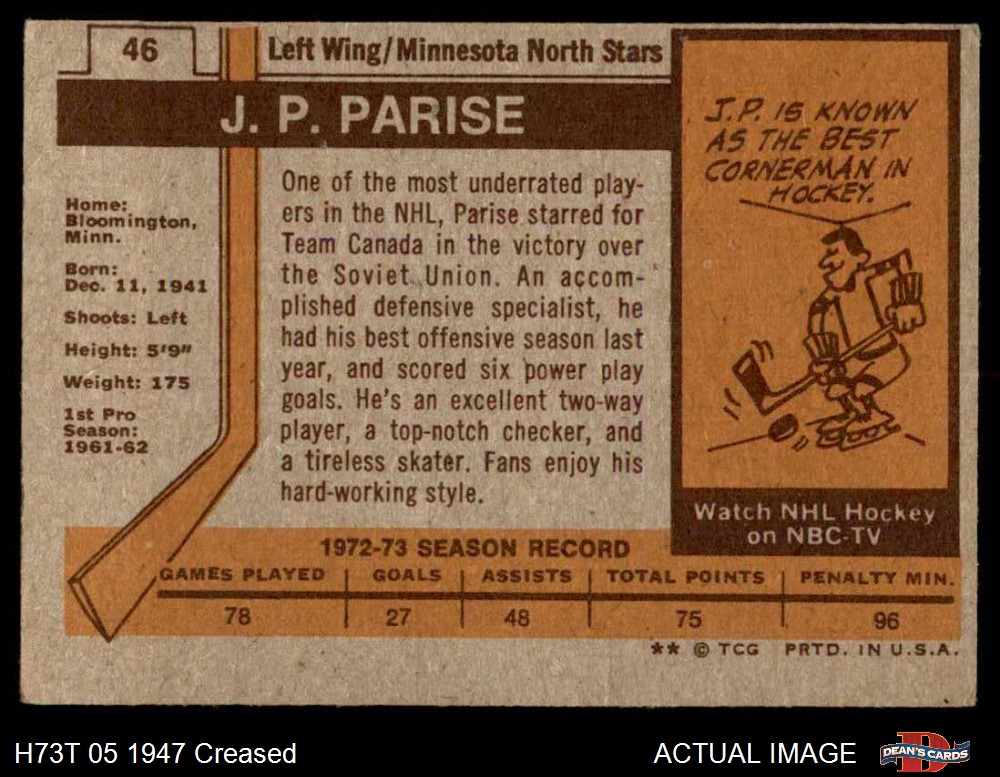 46
Left Wing/Minnesota North Stars
J. P. PARISE
Home:
Bloomington,
Minn.
Born:
Dec. 11, 1941
Shoots: Left
Height: 5'9"
Weight: 175
1st Pro
Season:
1961-62
One of the most underrated play-
ers in the NHL, Parise starred for
Team Canada in the victory over
the Soviet Union. An accom-
plished defensive specialist, he
had his best offensive season last
year, and scored six power play
goals. He's an excellent two-way
player, a top-notch checker, and
a tireless skater. Fans enjoy his
hard-working style.
J.P. IS KNOWN
AS THE BEST
CORNERMAN IN
HOCKEY.
Watch NHL Hockey
on NBC-TV
1972-73 SEASON RECORD
GAMES PLAYED GOALS ASSISTS TOTAL POINTS PENALTY MIN.
78 27 48 75 96
** © TCG PRTD. IN U.S.A.
H73T 05 1947 Creased
ACTUAL IMAGE
DEAN'S CARDS